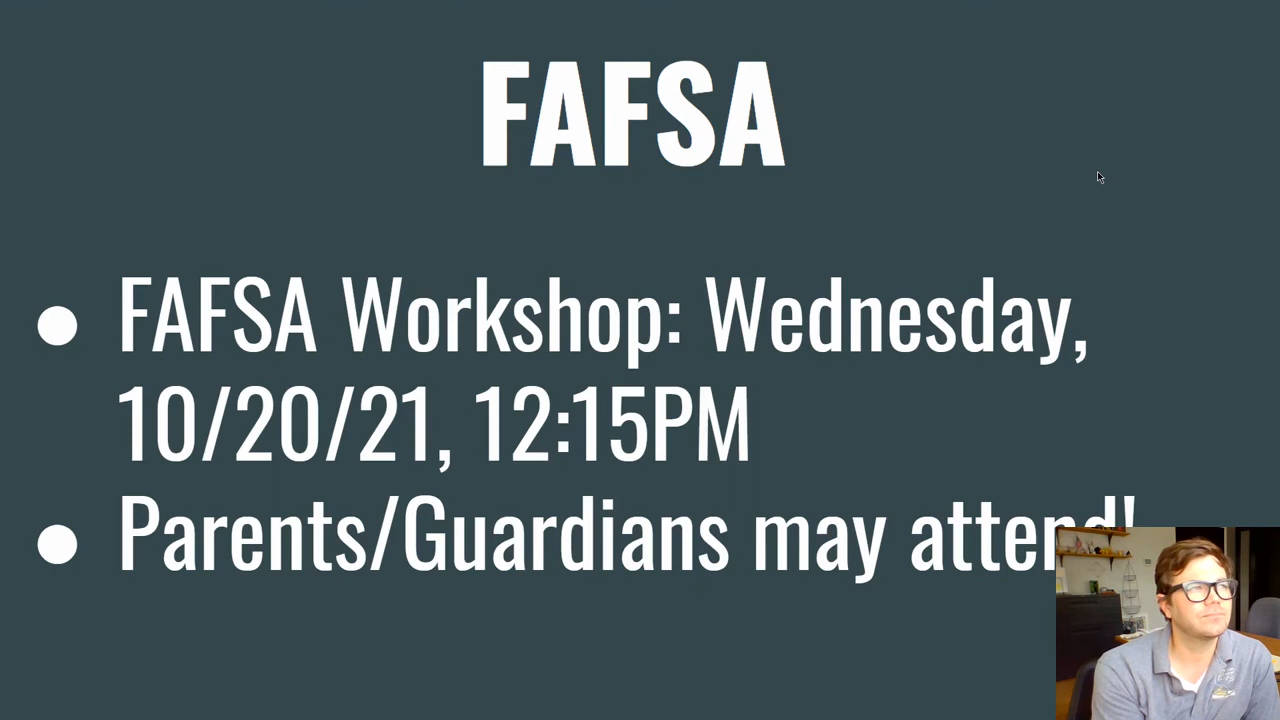 FAFSA
● FAFSA Workshop: Wednesday,
10/20/21, 12:15PM
● Parents/Guardians may attend!